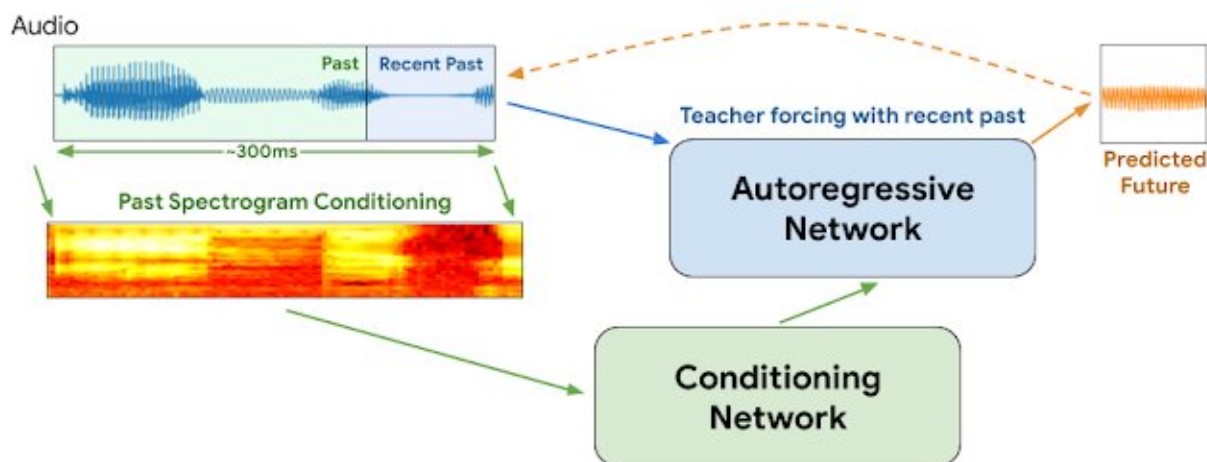 Audio
Past Recent Past
~300ms
Past Spectrogram Conditioning
Teacher forcing with recent past
Autoregressive
Network
Predicted
Future
Conditioning
Network